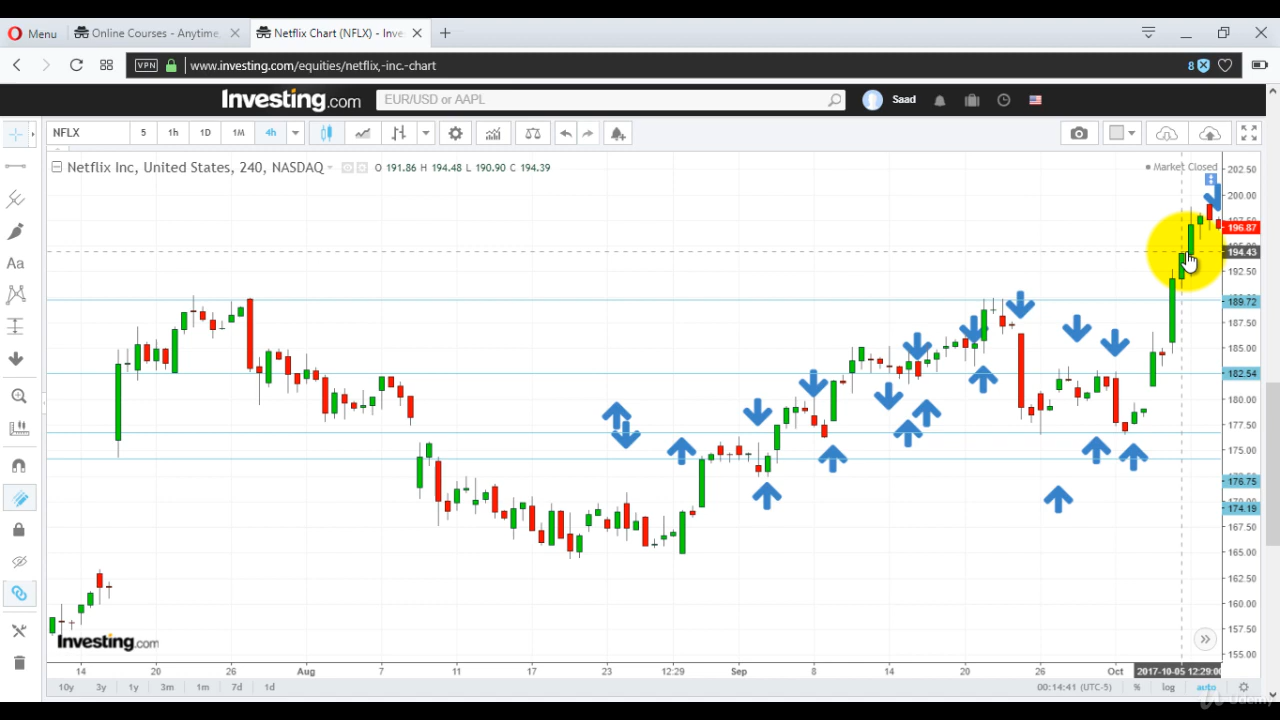 Menu
Online Courses - Anytime,
Netflix Chart (NFLX) - Inve
VPN www.investing.com/equities/netflix,-inc.-chart 8
Investing.com EUR/USD or AAPL Saad
NFLX 5 1h 1D 1M 4h
Netflix Inc, United States, 240, NASDAQ O 191.86 H 194.48 L 190.90 C 194.39
Market Closed
202.50
200.00
196.87
194.43
192.50
189.72
187.50
185.00
182.54
180.00
177.50
175.00
176.75
174.19
167.50
165.00
162.50
160.00
157.50
155.00
Aa
Investing.com
14 20 26 Aug 7 11 17 23 12:29 Sep 8 14 20 26 Oct 2017-10-05 12:29:00
10y 3y 1y 3m 1m 7d 1d 00:14:41 (UTC-5) % log auto
Udemy